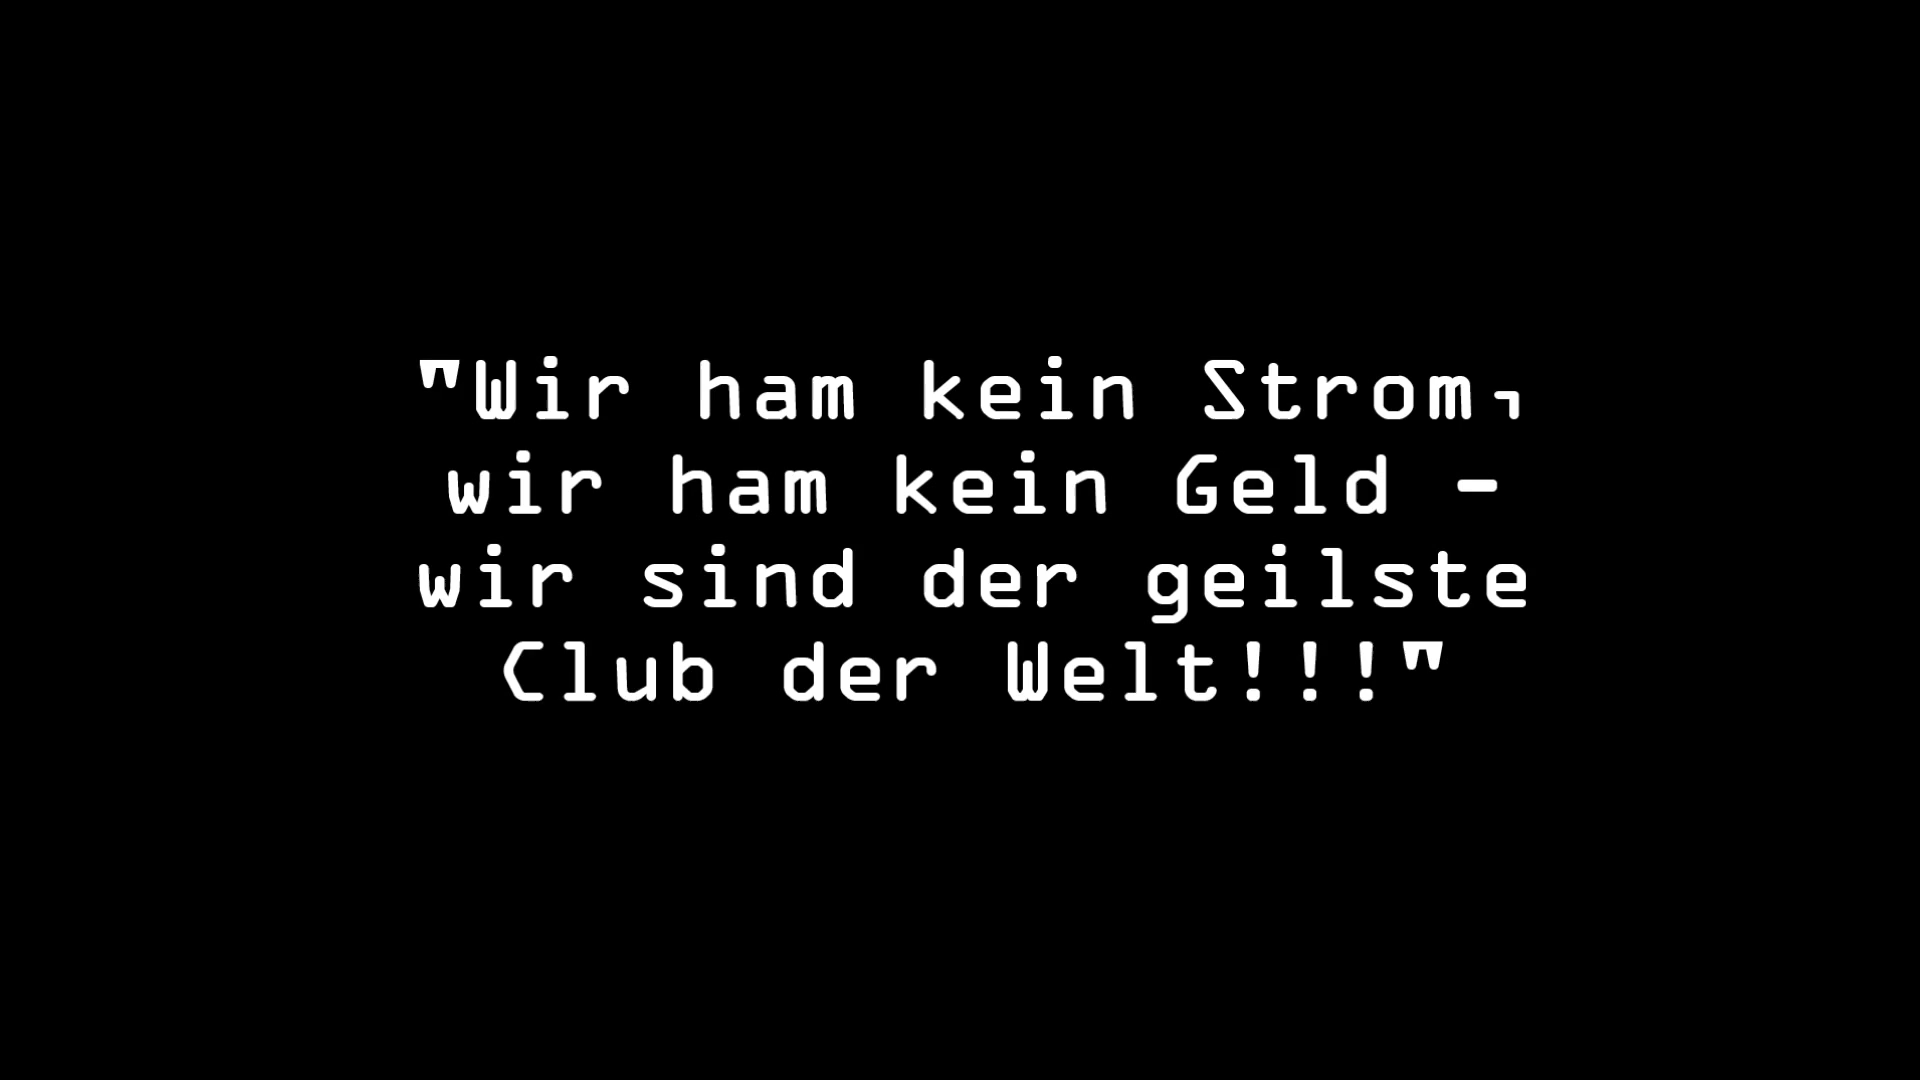 "Wir ham kein Strom,
wir ham kein Geld -
wir sind der geilste
Club der Welt!!!"